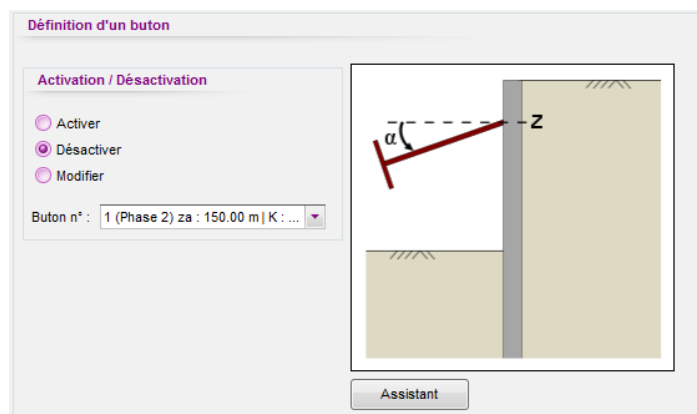 Définition d'un buton
Activation / Désactivation
Activer
Désactiver
Modifier
Buton n° : 1 (Phase 2) za : 150.00 m | K : ...
α
Z
Assistant